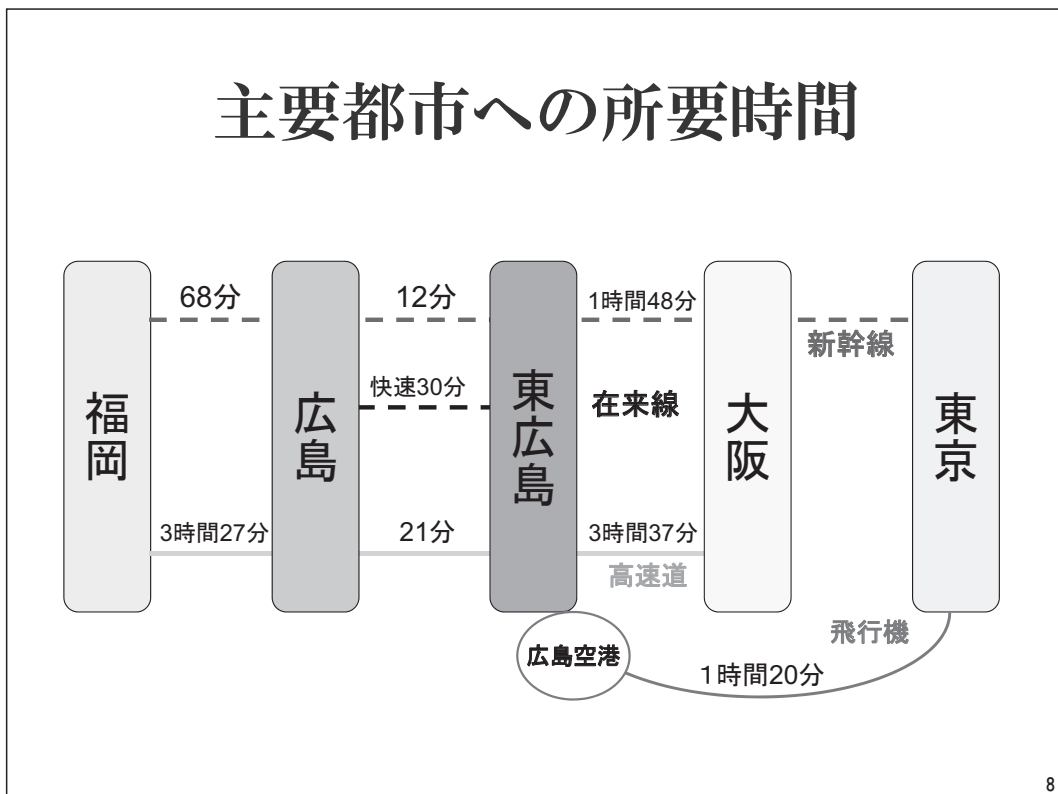 主要都市への所要時間
68分
12分
1時間48分
新幹線
快速30分
在来線
福岡
広島
東広島
大阪
東京
3時間27分
21分
3時間37分
高速道
広島空港
飛行機
1時間20分
8